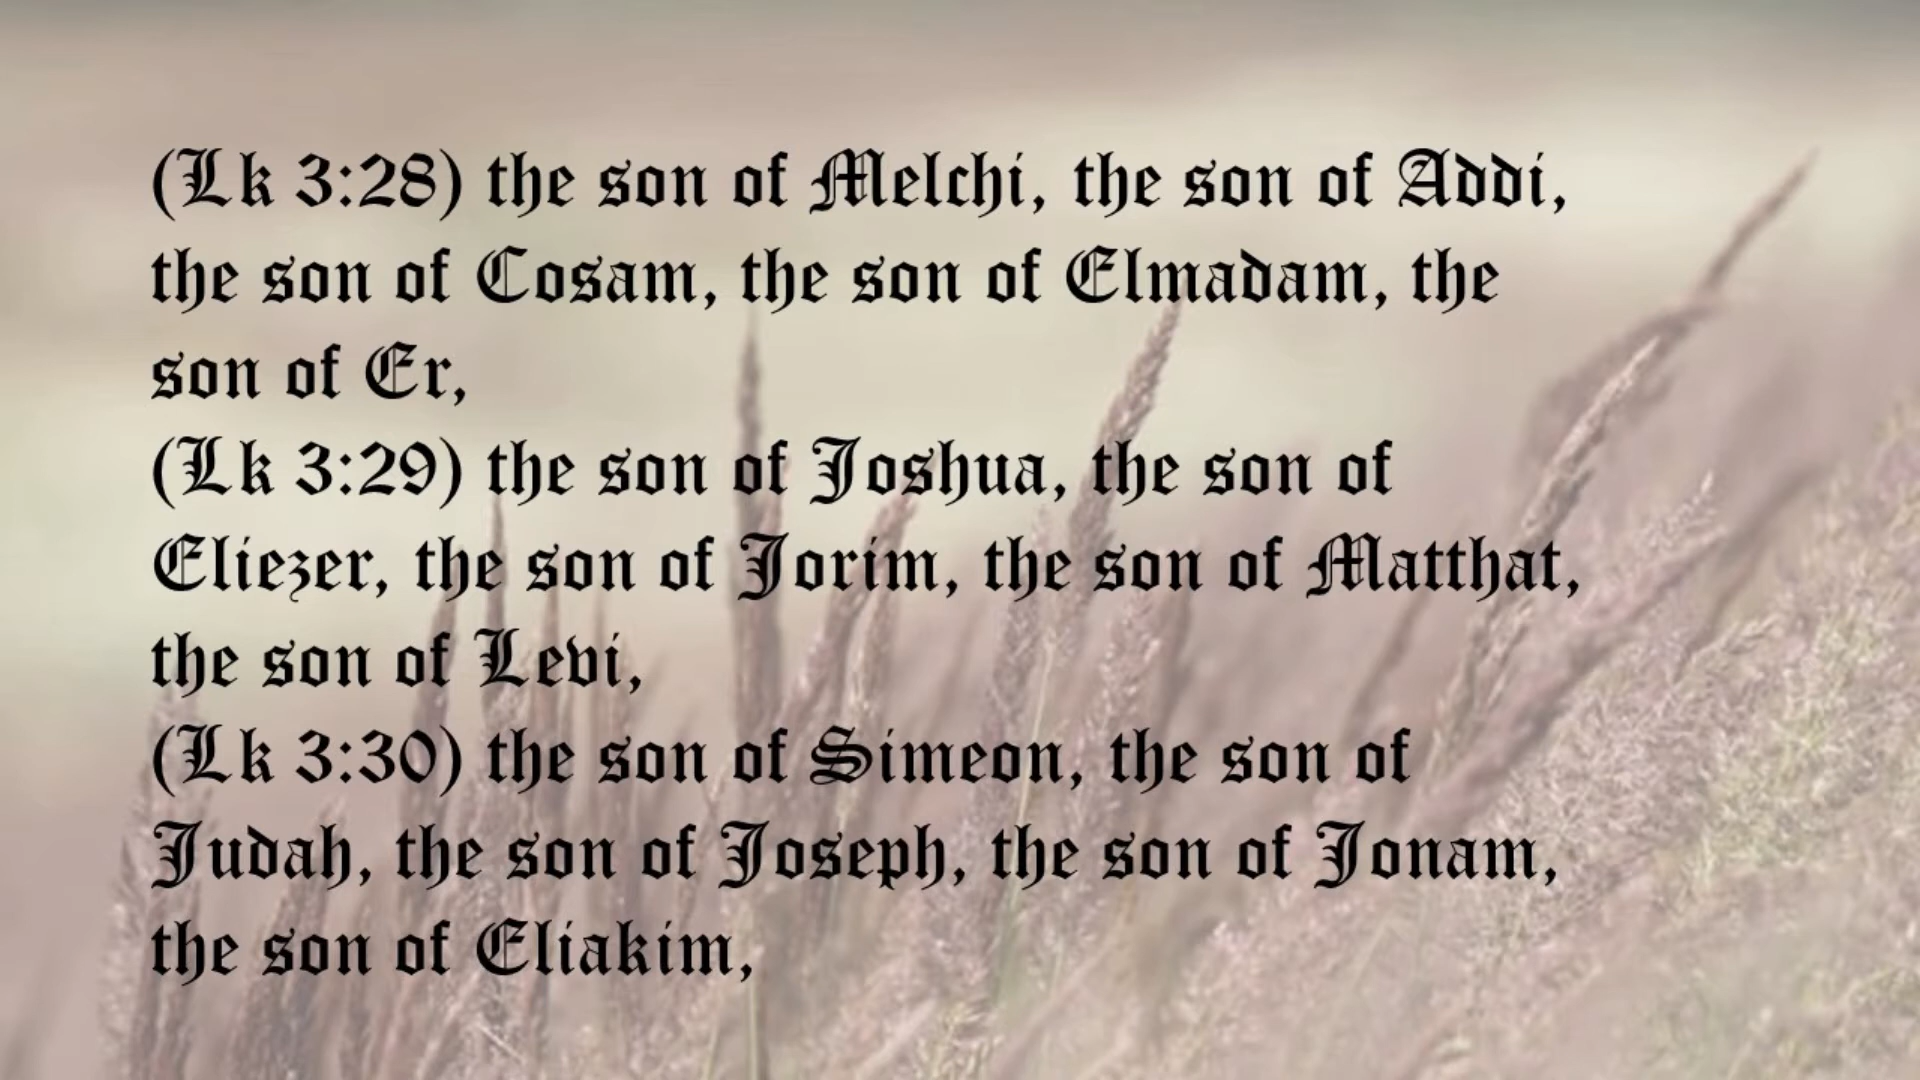 (Lk 3:28) the son of Melchi, the son of Addi,
the son of Cosam, the son of Elmadam, the
son of Er,
(Lk 3:29) the son of Joshua, the son of
Eliezer, the son of Jorim, the son of Matthat,
the son of Levi,
(Lk 3:30) the son of Simeon, the son of
Judah, the son of Joseph, the son of Jonam,
the son of Eliakim,